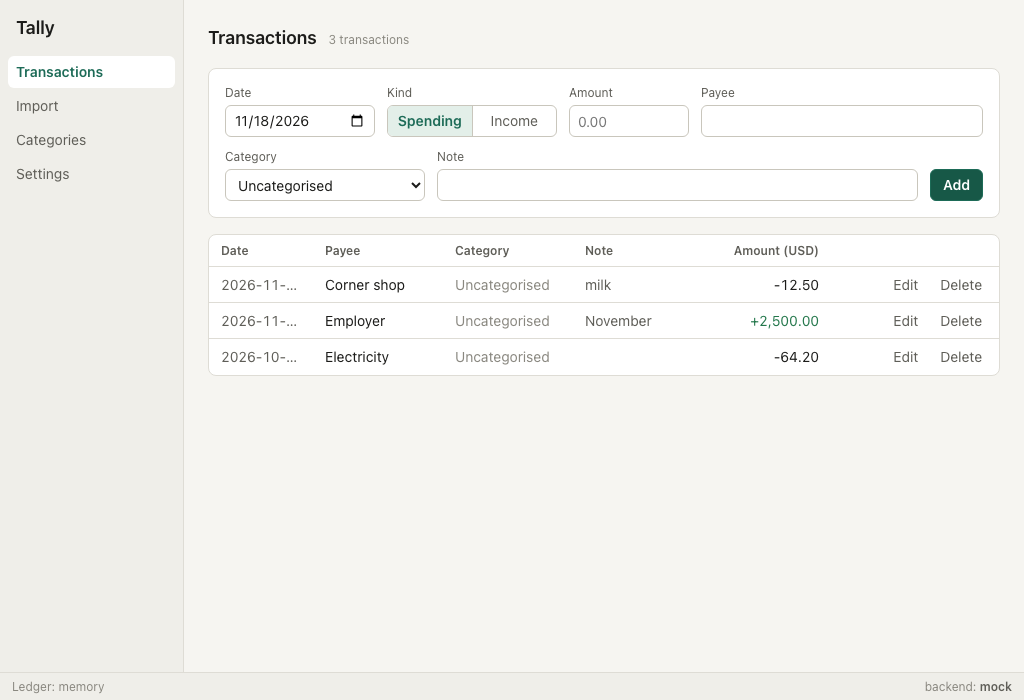 Tally
Transactions
Import
Categories
Settings
Transactions 3 transactions
Date Kind Amount Payee
11/18/2026 Spending Income 0.00
Category Note
Uncategorised Add
Date Payee Category Note Amount (USD)
2026-11-... Corner shop Uncategorised milk -12.50 Edit Delete
2026-11-... Employer Uncategorised November +2,500.00 Edit Delete
2026-10-... Electricity Uncategorised -64.20 Edit Delete
Ledger: memory backend: mock